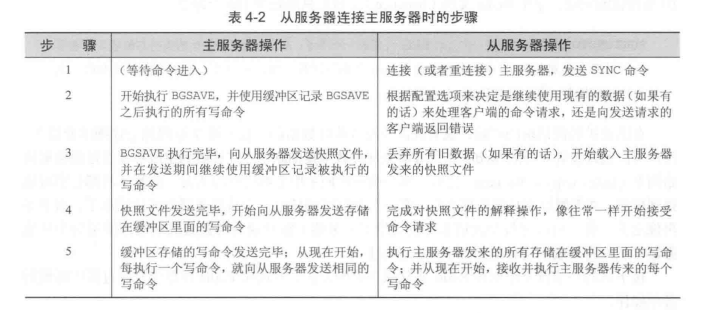 表 4-2 从服务器连接主服务器时的步骤
步 骤 主服务器操作 从服务器操作
1 （等待命令进入） 连接（或者重连接）主服务器，发送 SYNC 命令
2 开始执行 BGSAVE，并使用缓冲区记录 BGSAVE 根据配置选项来决定是继续使用现有的数据（如果有
之后执行的所有写命令 的话）来处理客户端的命令请求，还是向发送请求的
客户端返回错误
3 BGSAVE 执行完毕，向从服务器发送快照文件， 丢弃所有旧数据（如果有的话），开始载入主服务器
并在发送期间继续使用缓冲区记录被执行的 发来的快照文件
写命令
4 快照文件发送完毕，开始向从服务器发送存储 完成对快照文件的解释操作，像往常一样开始接受
在缓冲区里面的写命令 命令请求
5 缓冲区存储的写命令发送完毕；从现在开始， 执行主服务器发来的所有存储在缓冲区里面的写命
每执行一个写命令，就向从服务器发送相同的 令；并从现在开始，接收并执行主服务器传来的每个
写命令 写命令